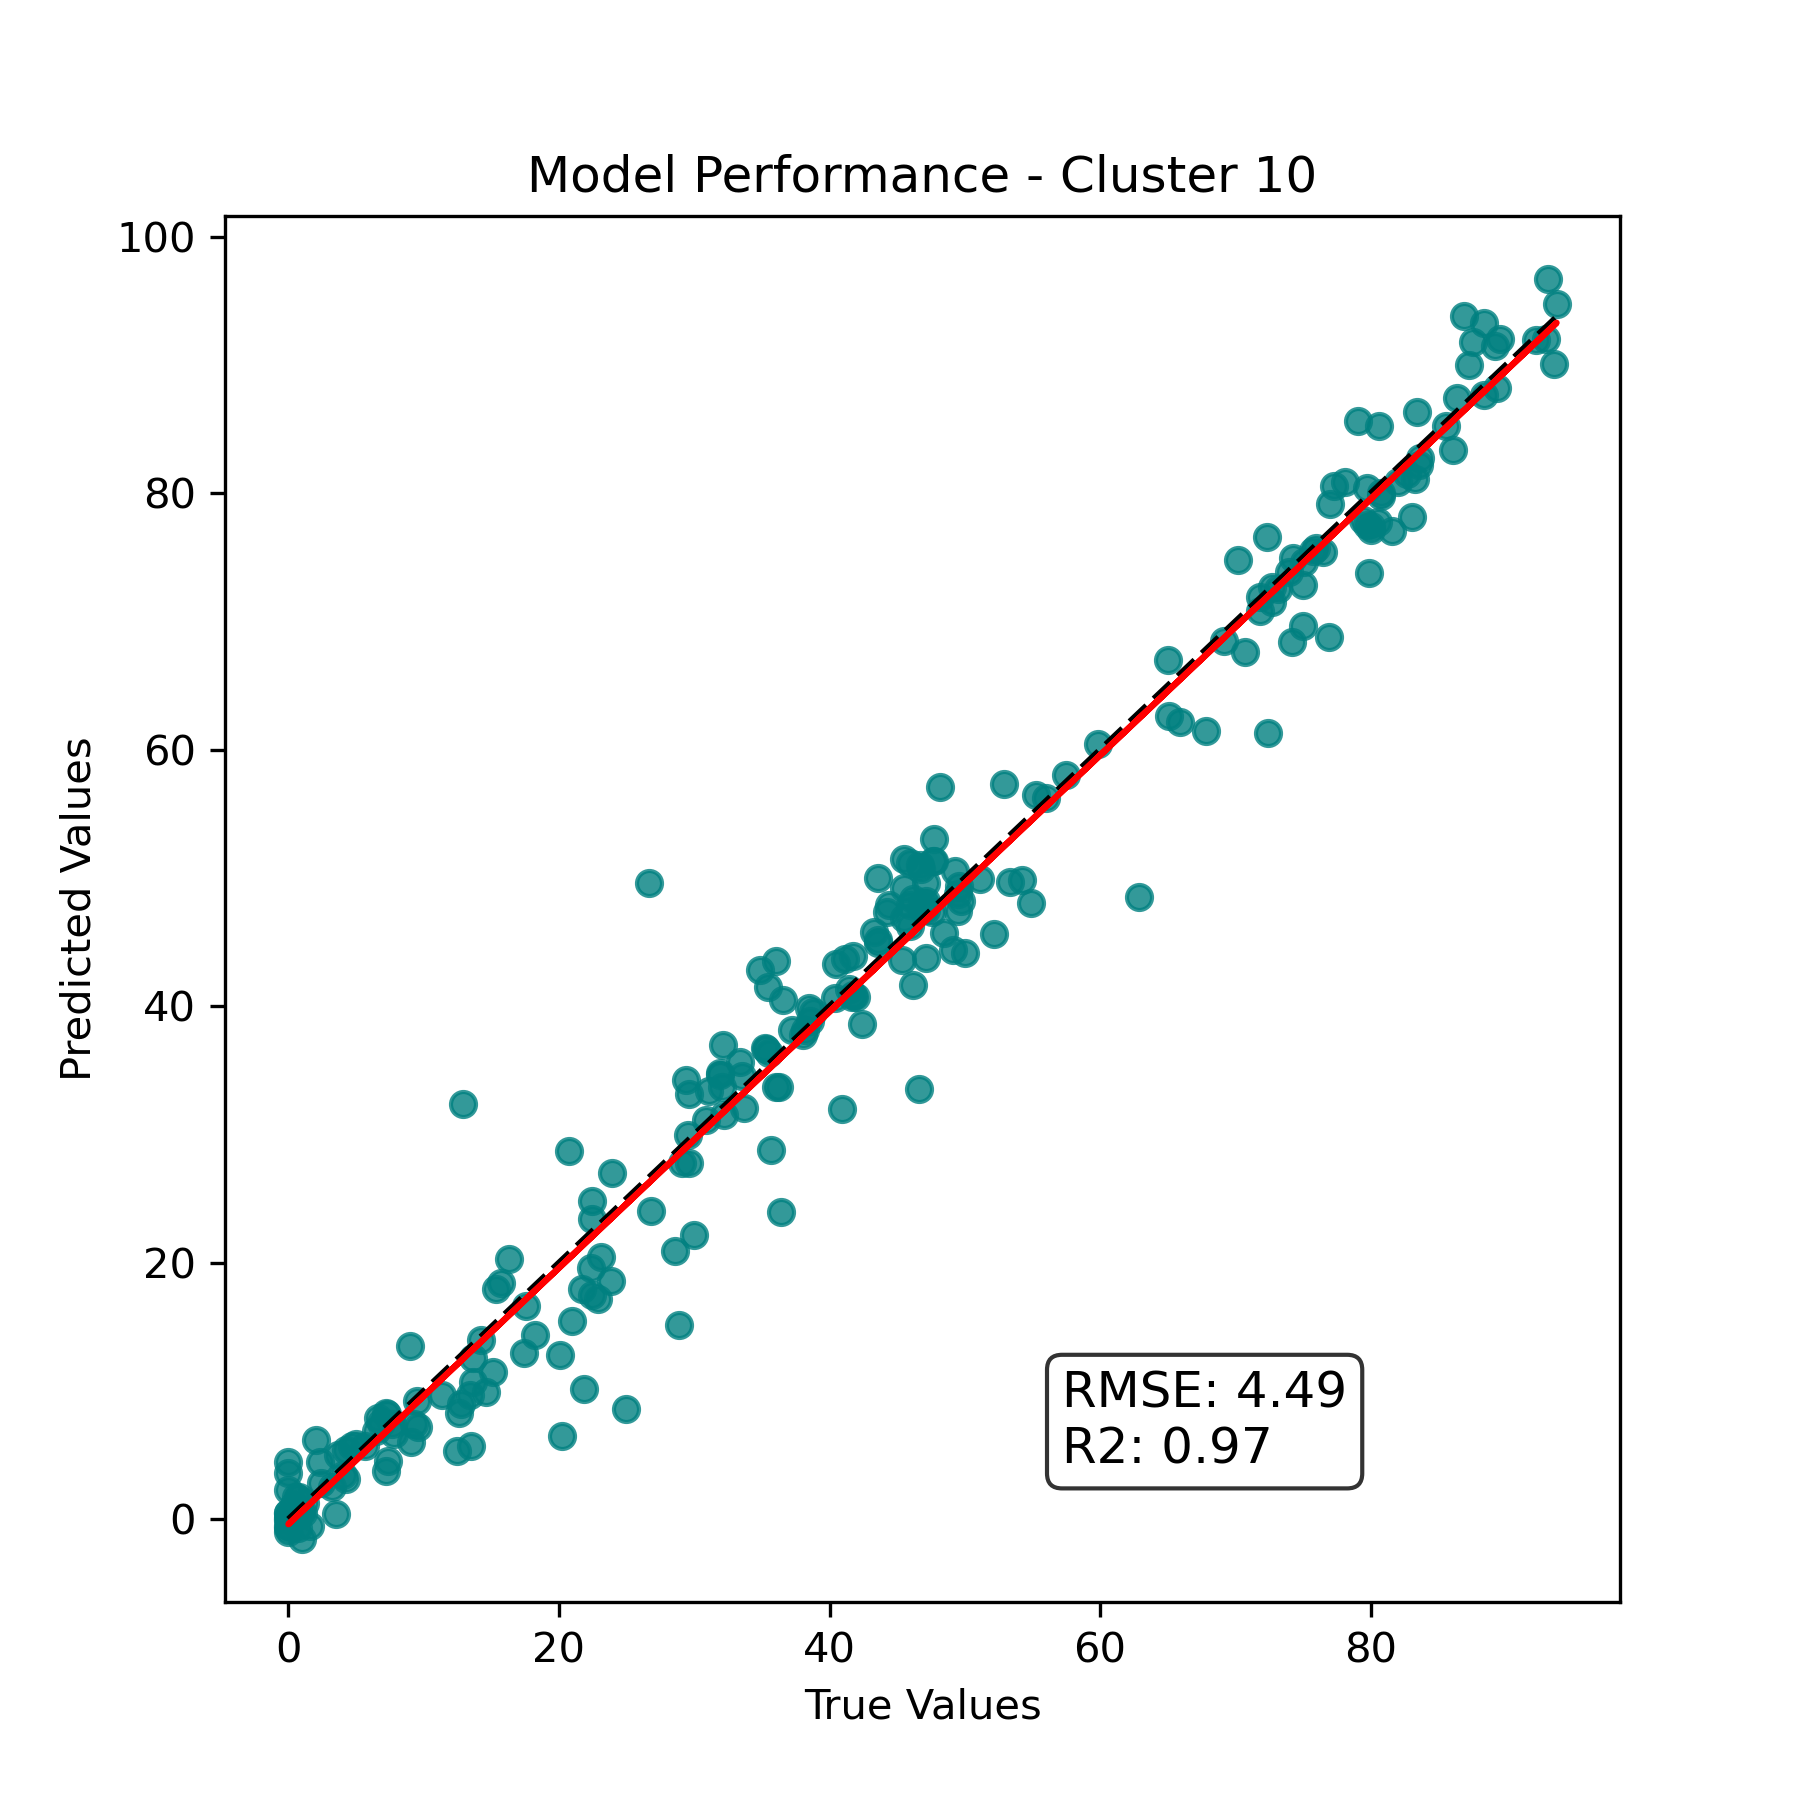 Model Performance - Cluster 10
100
80
60
40
20
0
Predicted Values
RMSE: 4.49
R2: 0.97
0 20 40 60 80
True Values